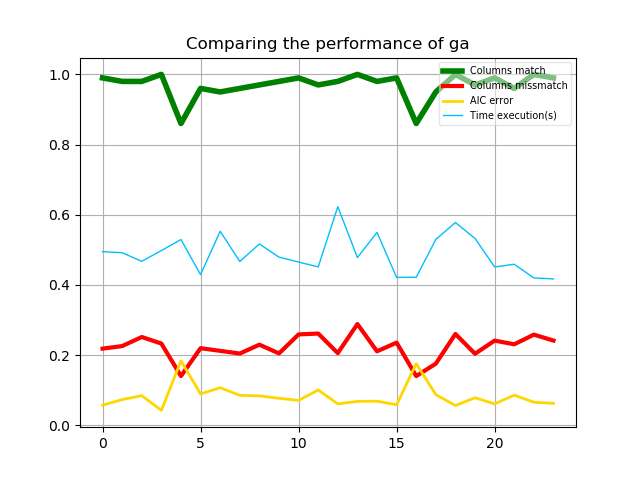 Comparing the performance of ga
1.0
0.8
0.6
0.4
0.2
0.0
0
5
10
15
20
Columns match
Columns missmatch
AIC error
Time execution(s)